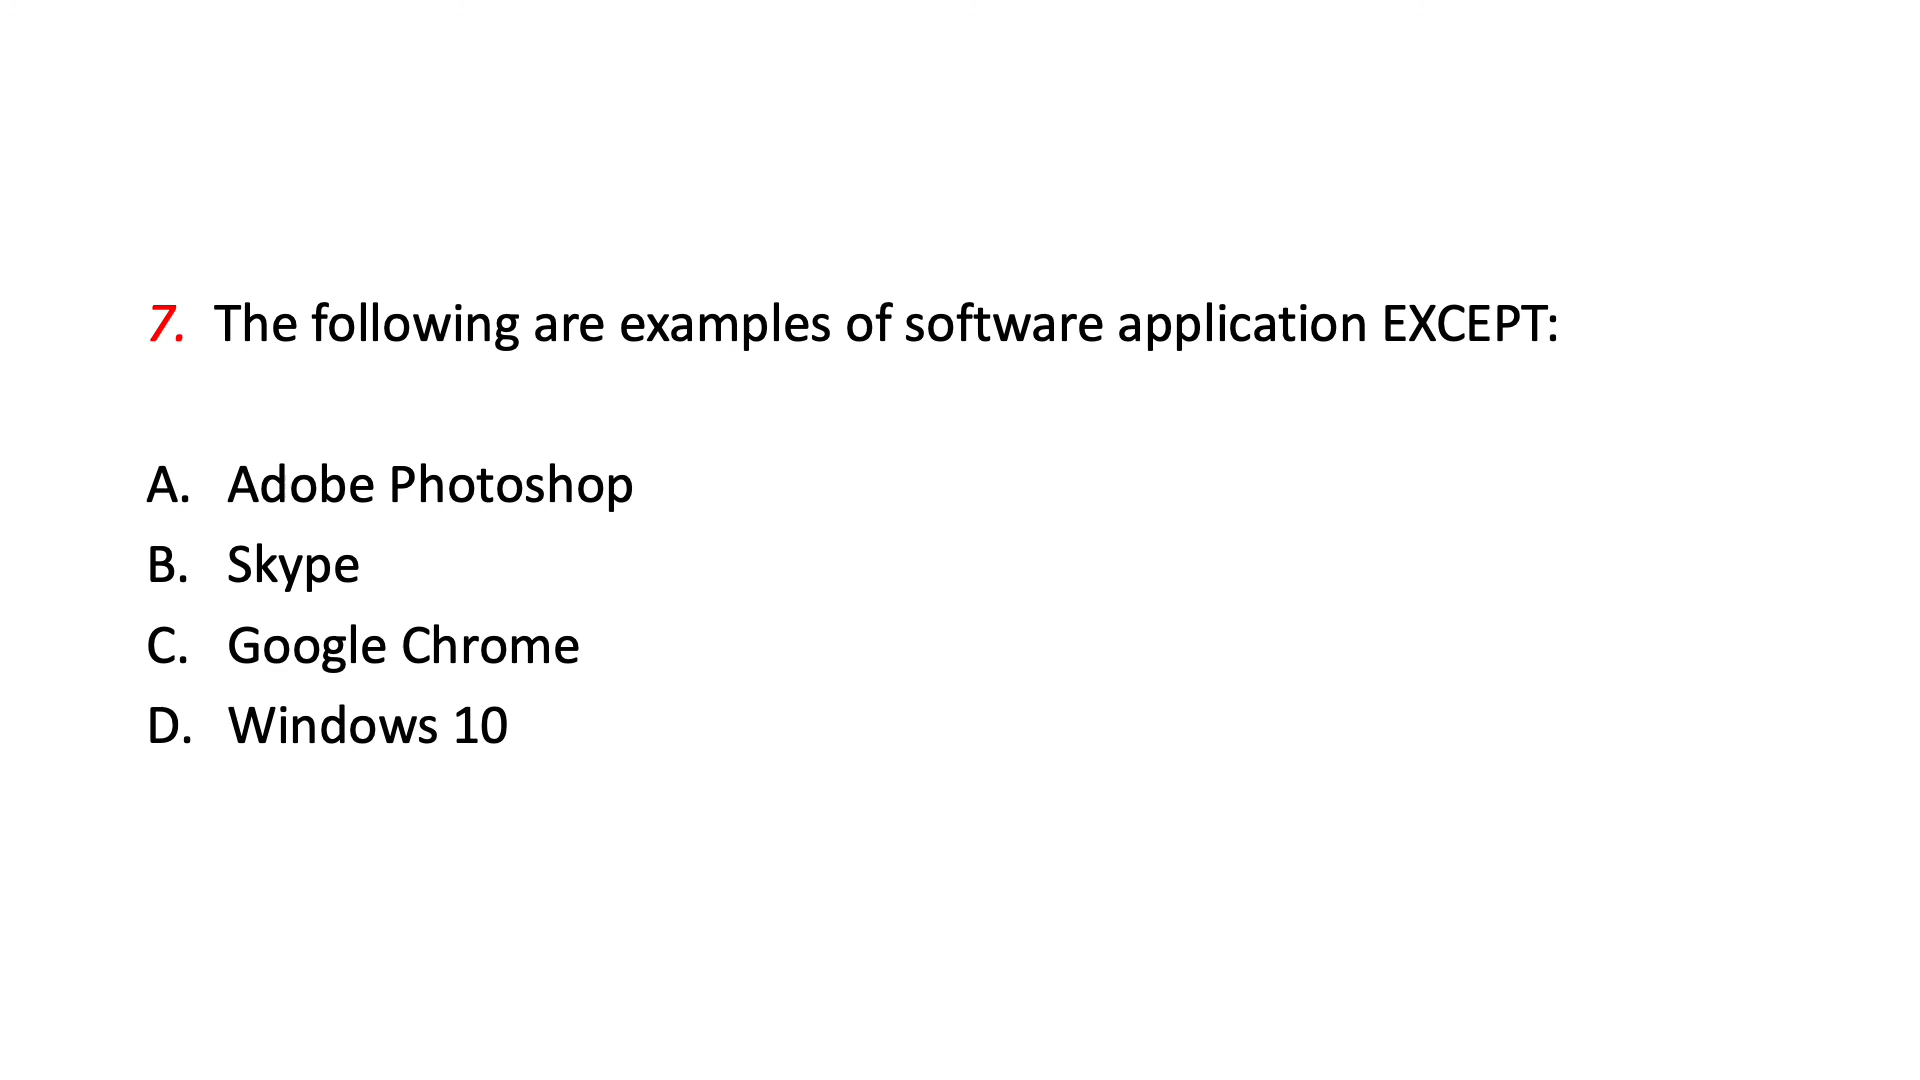 7. The following are examples of software application EXCEPT:
A. Adobe Photoshop
B. Skype
C. Google Chrome
D. Windows 10